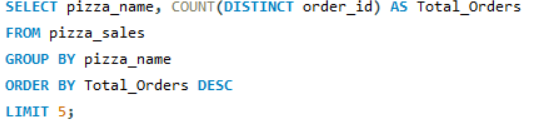 SELECT pizza_name, COUNT(DISTINCT order_id) AS Total_Orders
FROM pizza_sales
GROUP BY pizza_name
ORDER BY Total_Orders DESC
LIMIT 5;